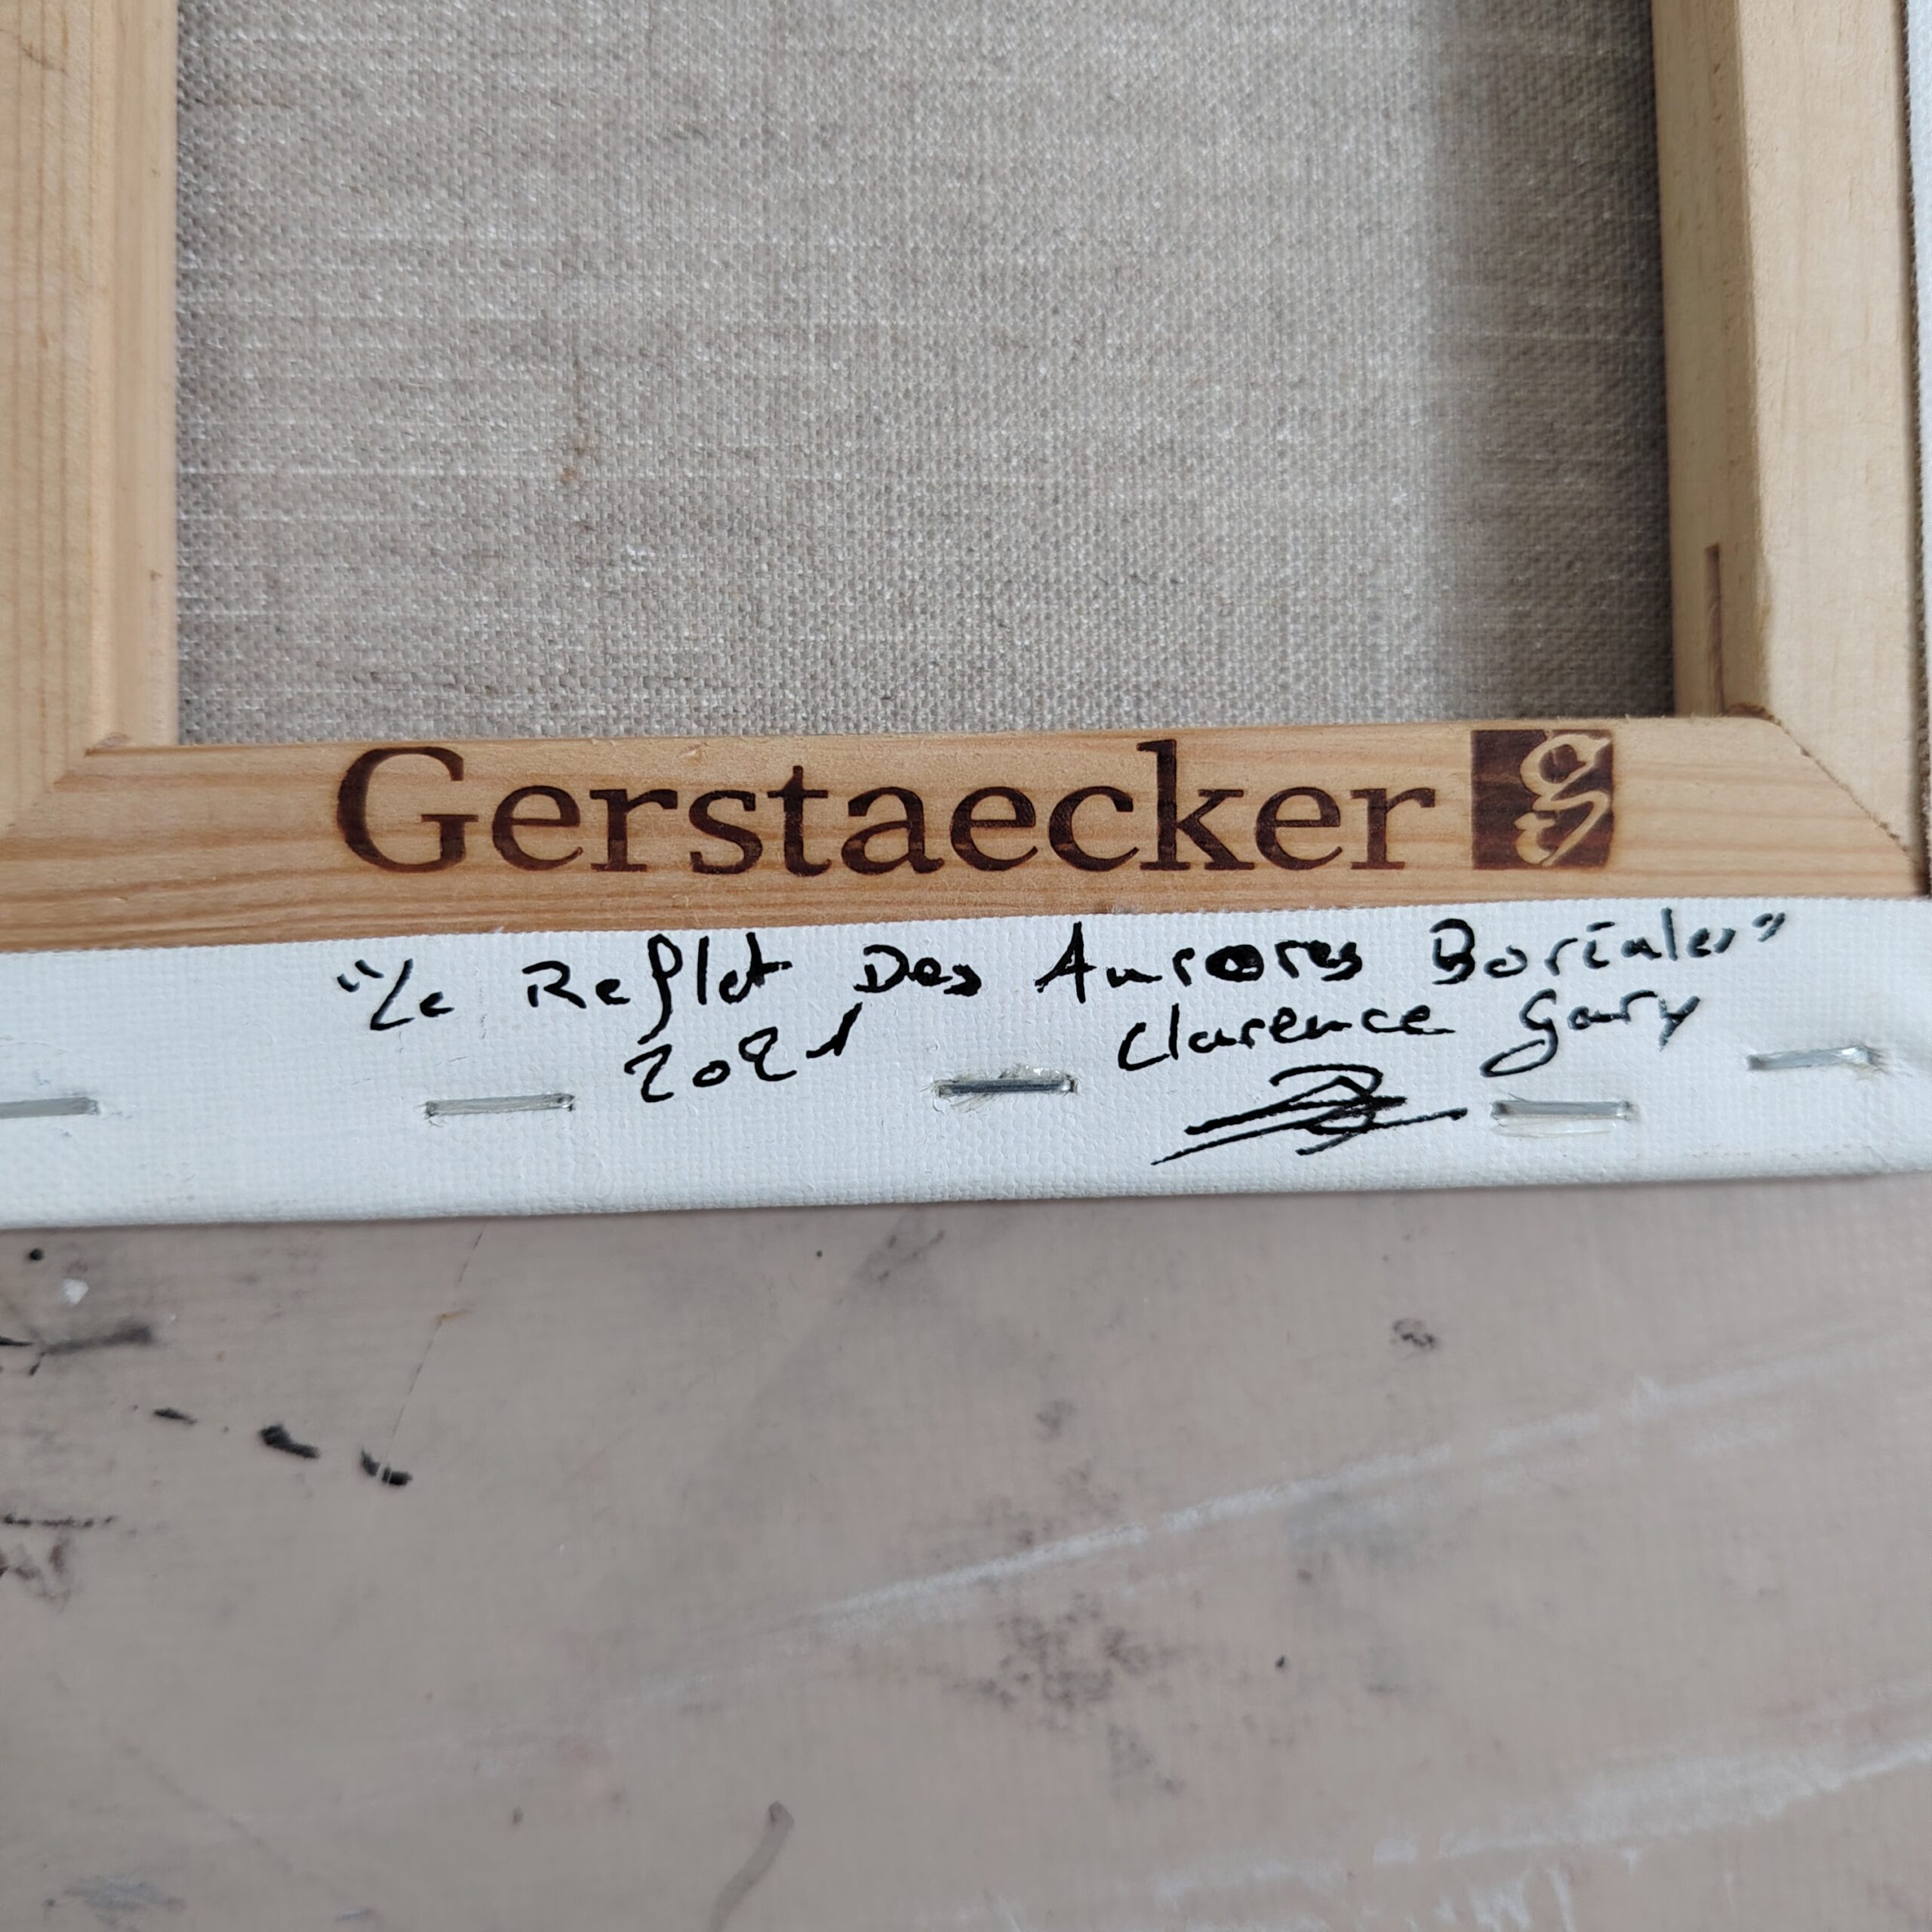 Gerstaecker
"Le Reflet Des Aurores Boréales"
2021 Clarence Gary